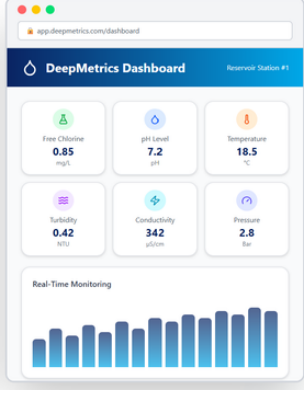 app.deepmetrics.com/dashboard
DeepMetrics Dashboard
Reservoir Station #1
Free Chlorine
0.85
mg/L
pH Level
7.2
pH
Temperature
18.5
°C
Turbidity
0.42
NTU
Conductivity
342
µS/cm
Pressure
2.8
Bar
Real-Time Monitoring